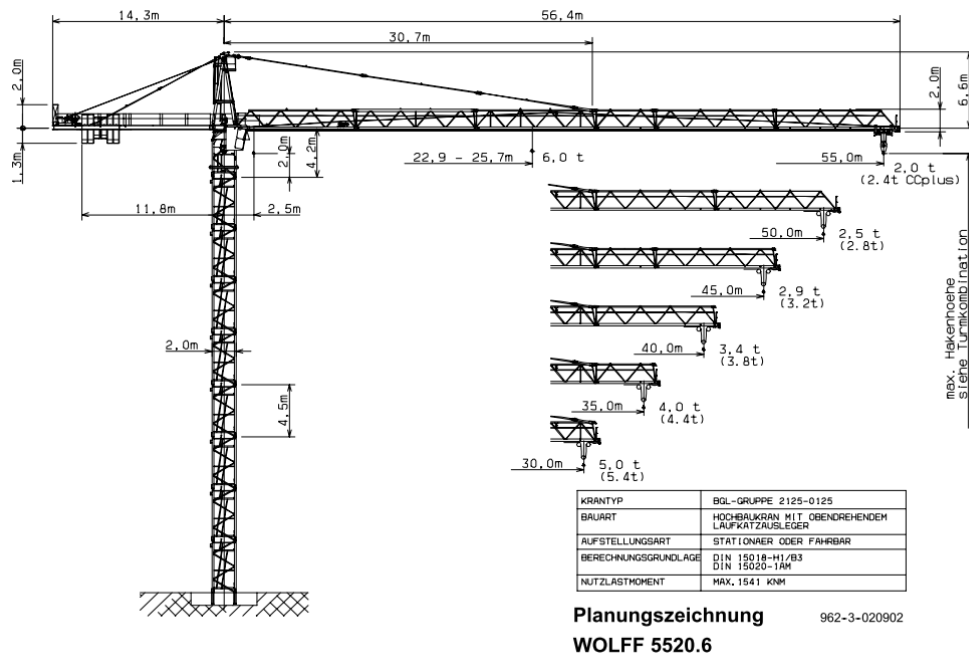 14.3m
56.4m
30.7m
2.0m
2.0m
6.6m
1.3m
2.0m
4.2m
22,9 - 25.7m
6.0 t
55.0m
2.0 t
(2.4t CCplus)
11.8m
2.5m
50.0m
2,5 t
(2.8t)
45.0m
2,9 t
(3.2t)
max. Hakenhoehe
siehe Turmkombination
2.0m
40.0m
3,4 t
(3.8t)
35.0m
4.0 t
(4.4t)
4.5m
30.0m
5.0 t
(5.4t)
KRANTYP BGL-GRUPPE 2125-0125
BAUART HOCHBAUKRAN MIT OBENDREHENDEM
LAUFKATZAUSLEGER
AUFSTELLUNGSART STATIONAER ODER FAHRBAR
BERECHNUNGSGRUNDLAGE DIN 15018-H1/B3
DIN 15020-1AM
NUTZLASTMOMENT MAX.1541 KNM
Planungszeichnung 962-3-020902
WOLFF 5520.6